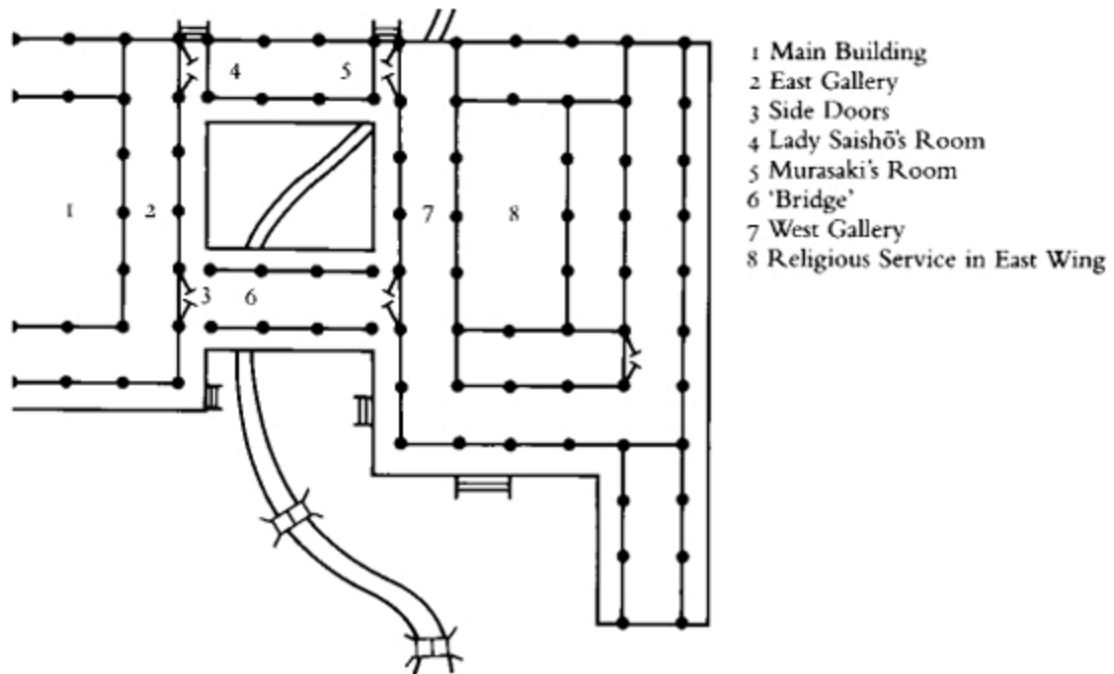 4
5
1
2
7
8
3
6
1 Main Building
2 East Gallery
3 Side Doors
4 Lady Saishō's Room
5 Murasaki's Room
6 'Bridge'
7 West Gallery
8 Religious Service in East Wing